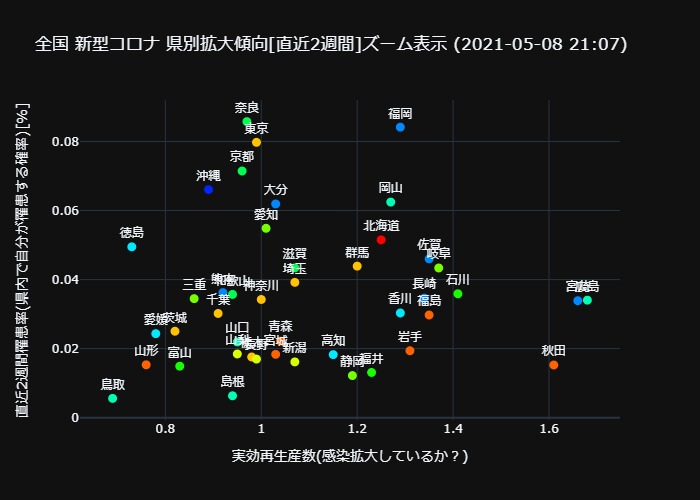 全国 新型コロナ 県別拡大傾向[直近2週間]ズーム表示 (2021-05-08 21:07)
直近2週間罹患率(県内で自分が罹患する確率)[%]
奈良
福岡
東京
0.08
京都
沖縄
大分
岡山
0.06
愛知
北海道
徳島
佐賀
滋賀
群馬
岐阜
埼玉
0.04
三重
神奈川
長崎
石川
千葉
香川
福島
愛媛
茨城
山口
青森
0.02
宮城
新潟
高知
岩手
秋田
山形
富山
長野
静岡
福井
鳥取
島根
0
0.8
1
1.2
1.4
1.6
実効再生産数(感染拡大しているか？)